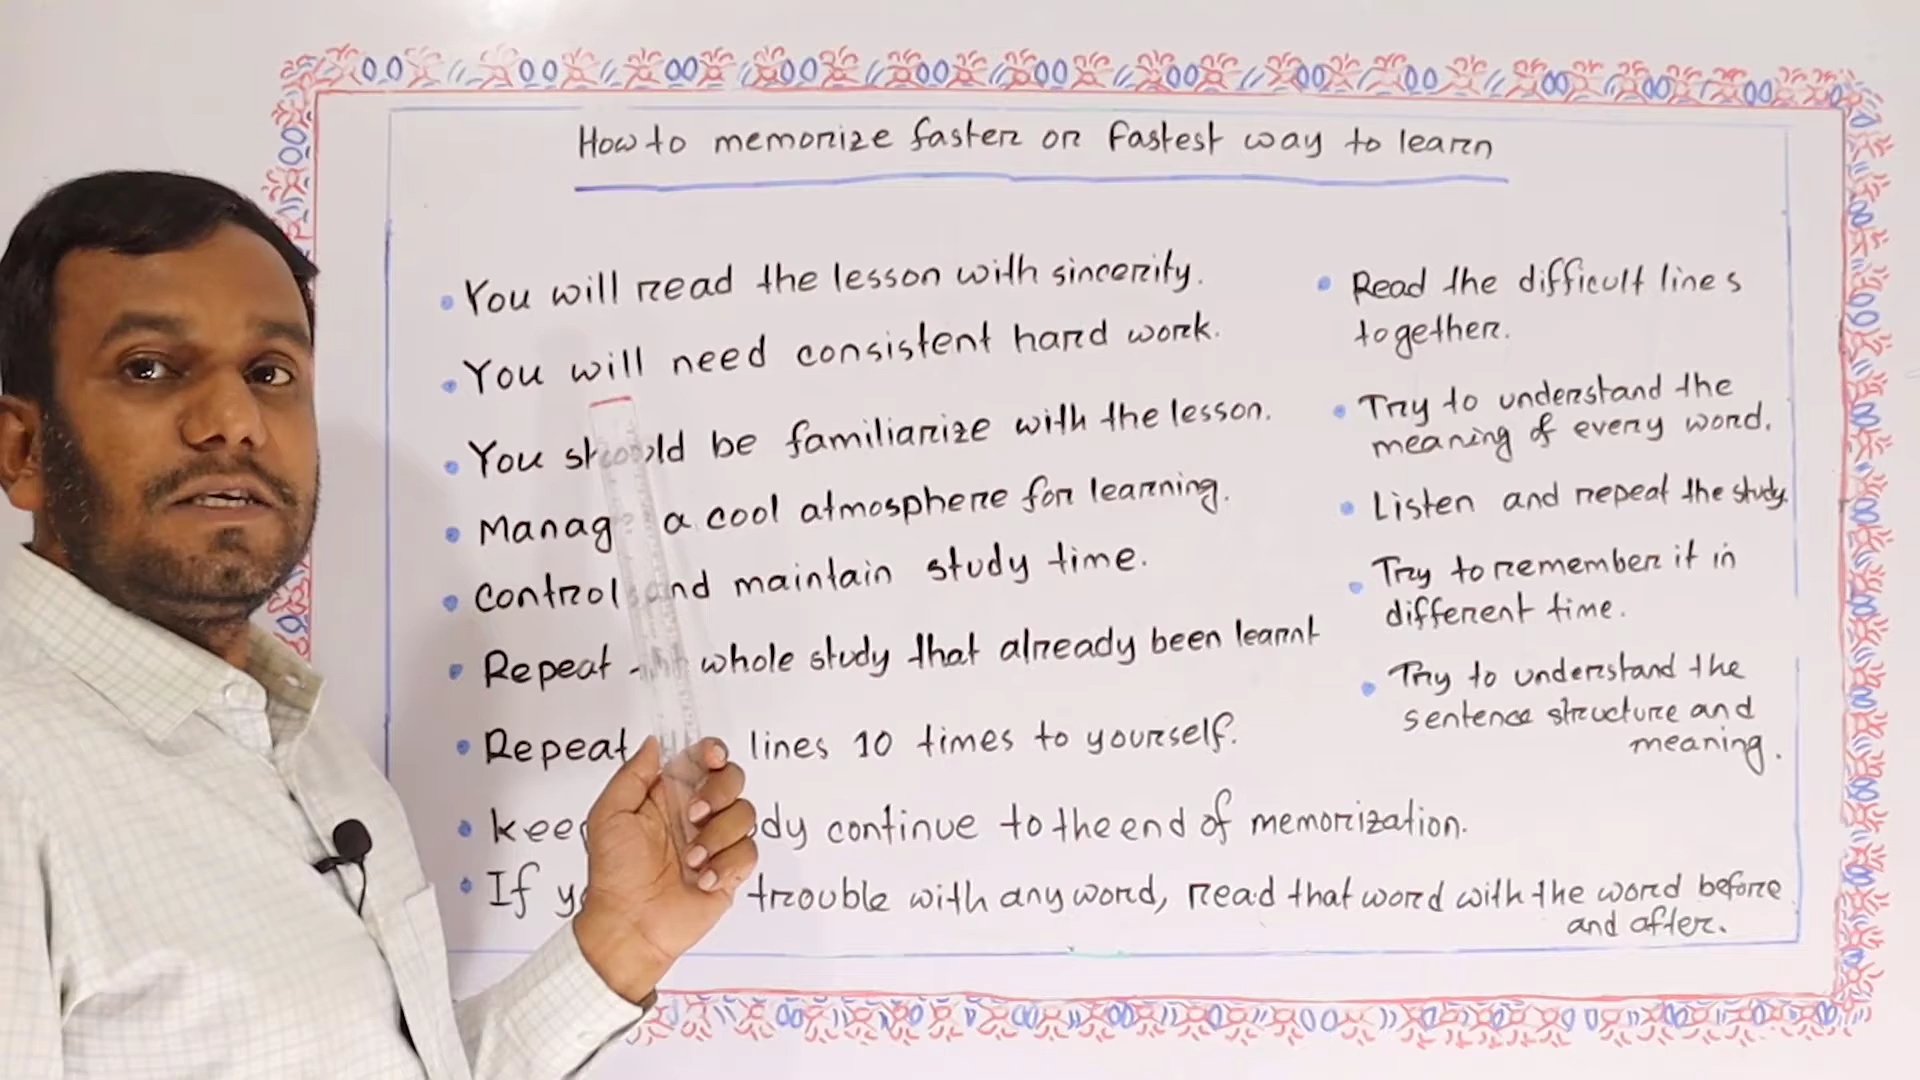 How to memorize faster or fastest way to learn
You will read the lesson with sincerity.
You will need consistent hard work.
You should be familiarize with the lesson.
Manage a cool atmosphere for learning.
Control and maintain study time.
Repeat whole study that already been learnt
Repeat lines 10 times to yourself.
continue to the end of memorization.
If trouble with any word, read that word with the word before
and after.
Read the difficult lines
together.
Try to understand the
meaning of every word.
Listen and repeat the study.
Try to remember it in
different time.
Try to understand the
sentence structure and
meaning.